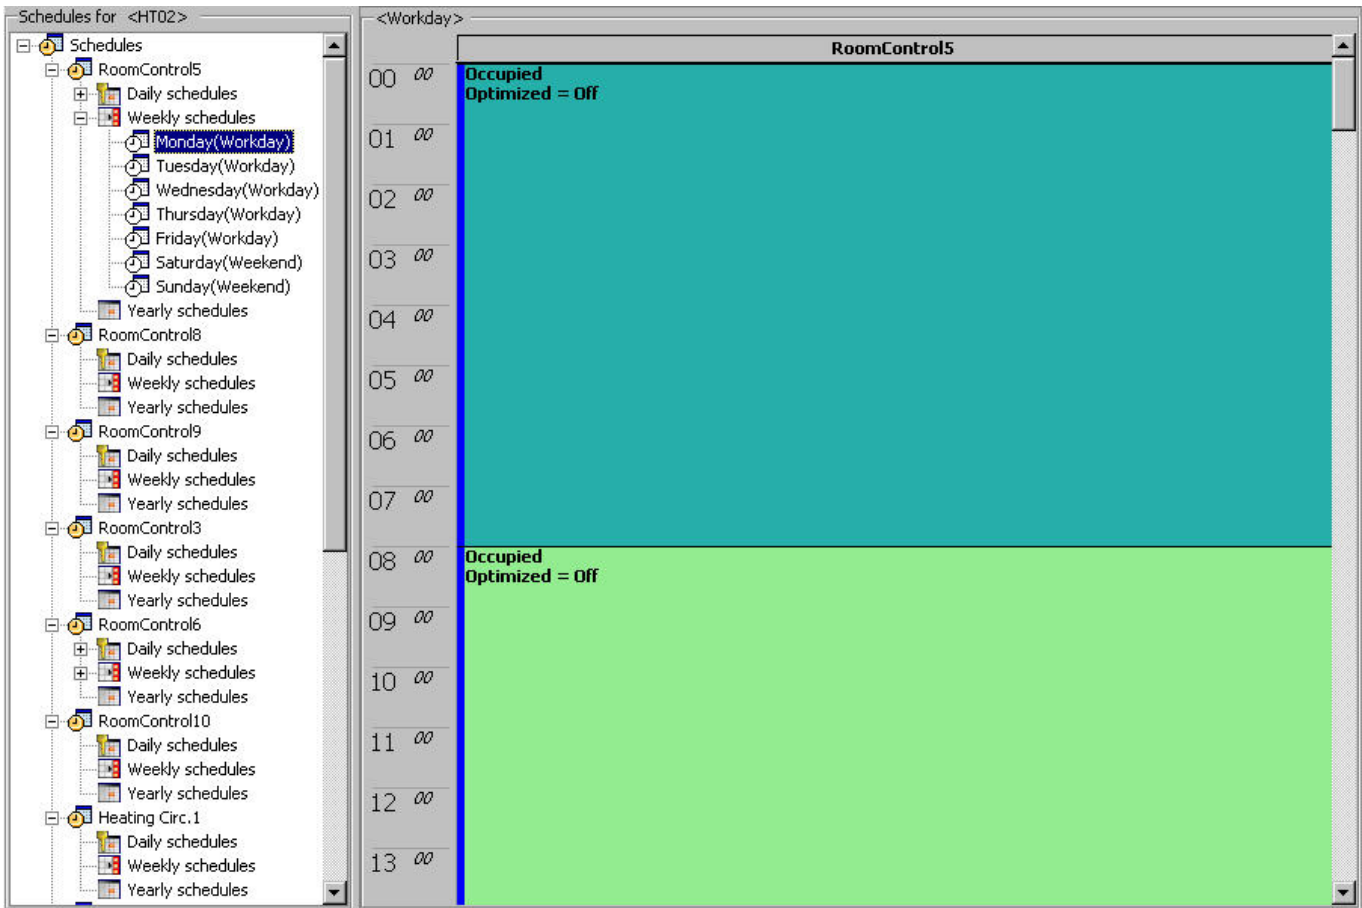 Schedules for <HT02>
Schedules
RoomControl5
Daily schedules
Weekly schedules
Monday(Workday)
Tuesday(Workday)
Wednesday(Workday)
Thursday(Workday)
Friday(Workday)
Saturday(Weekend)
Sunday(Weekend)
Yearly schedules
RoomControl8
Daily schedules
Weekly schedules
Yearly schedules
RoomControl9
Daily schedules
Weekly schedules
Yearly schedules
RoomControl3
Daily schedules
Weekly schedules
Yearly schedules
RoomControl6
Daily schedules
Weekly schedules
Yearly schedules
RoomControl10
Daily schedules
Weekly schedules
Yearly schedules
Heating Circ.1
Daily schedules
Weekly schedules
Yearly schedules
<Workday>
RoomControl5
00 00
Occupied
Optimized = Off
01 00
02 00
03 00
04 00
05 00
06 00
07 00
08 00
Occupied
Optimized = Off
09 00
10 00
11 00
12 00
13 00